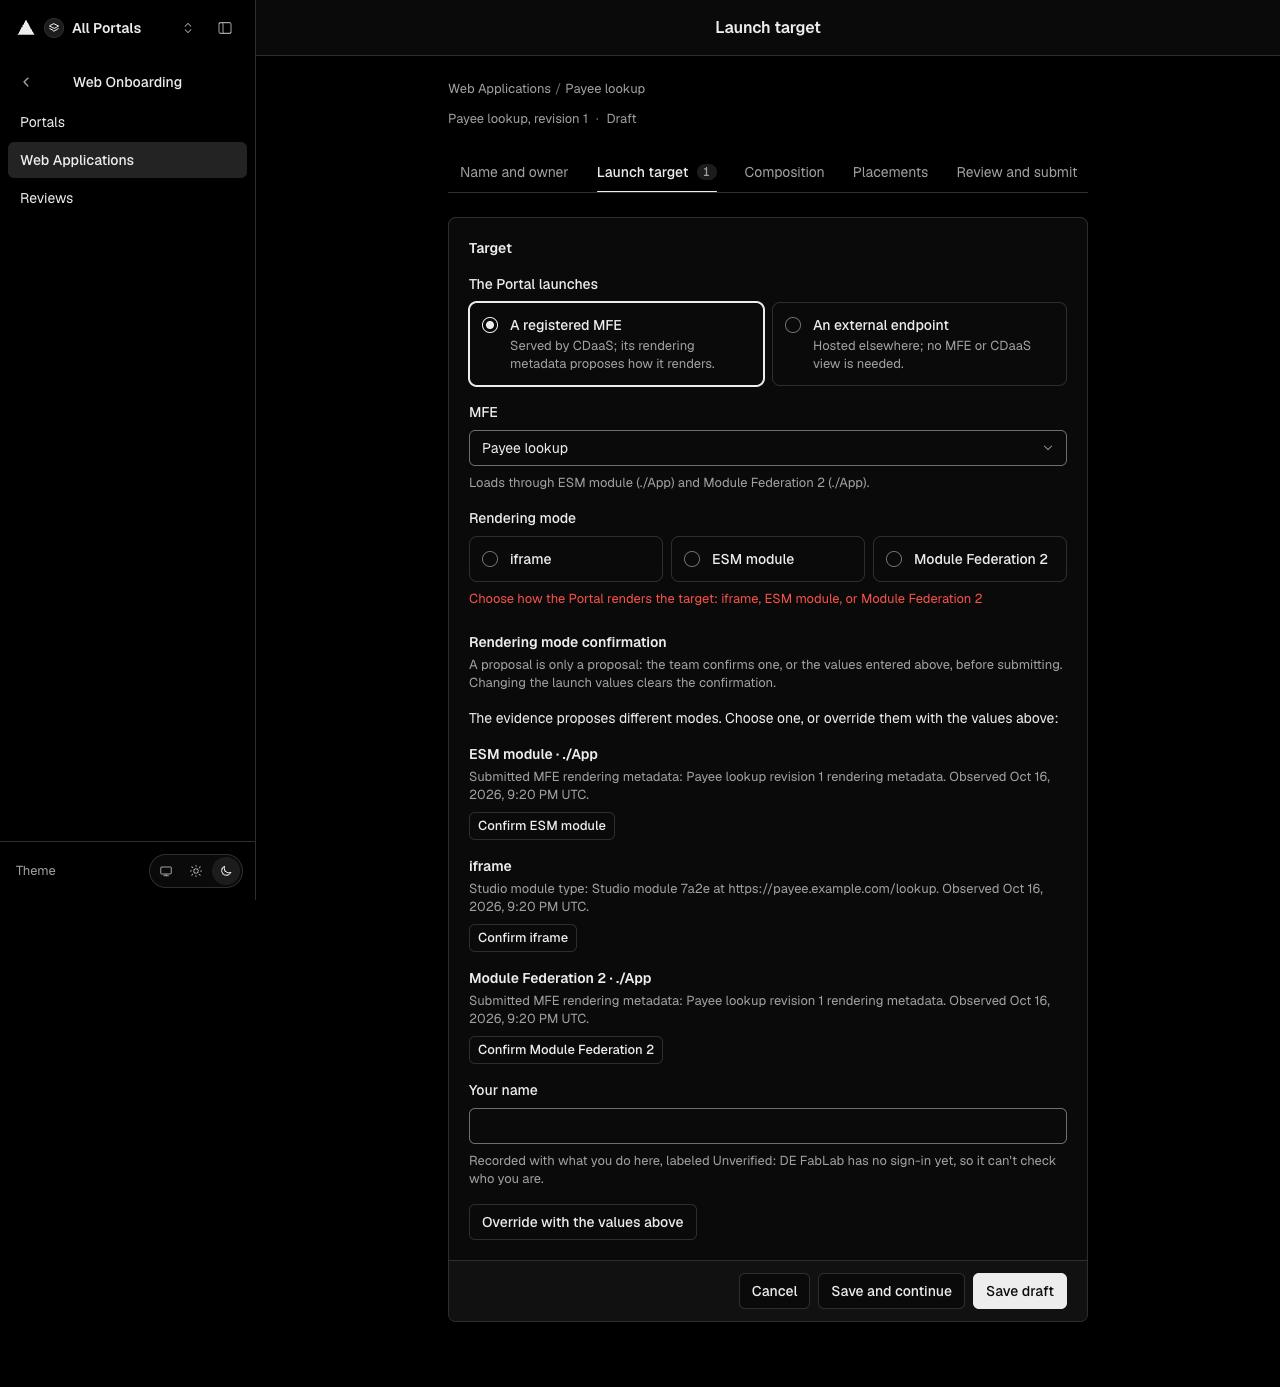 All Portals
Launch target
Web Onboarding
Portals
Web Applications
Reviews
Theme
Web Applications / Payee lookup
Payee lookup, revision 1 · Draft
Name and owner
Launch target 1
Composition
Placements
Review and submit
Target
The Portal launches
A registered MFE
Served by CDaaS; its rendering
metadata proposes how it renders.
An external endpoint
Hosted elsewhere; no MFE or CDaaS
view is needed.
MFE
Payee lookup
Loads through ESM module (./App) and Module Federation 2 (./App).
Rendering mode
iframe
ESM module
Module Federation 2
Choose how the Portal renders the target: iframe, ESM module, or Module Federation 2
Rendering mode confirmation
A proposal is only a proposal: the team confirms one, or the values entered above, before submitting.
Changing the launch values clears the confirmation.
The evidence proposes different modes. Choose one, or override them with the values above:
ESM module · ./App
Submitted MFE rendering metadata: Payee lookup revision 1 rendering metadata. Observed Oct 16,
2026, 9:20 PM UTC.
Confirm ESM module
iframe
Studio module type: Studio module 7a2e at https://payee.example.com/lookup. Observed Oct 16,
2026, 9:20 PM UTC.
Confirm iframe
Module Federation 2 · ./App
Submitted MFE rendering metadata: Payee lookup revision 1 rendering metadata. Observed Oct 16,
2026, 9:20 PM UTC.
Confirm Module Federation 2
Your name
Recorded with what you do here, labeled Unverified: DE FabLab has no sign-in yet, so it can't check
who you are.
Override with the values above
Cancel
Save and continue
Save draft